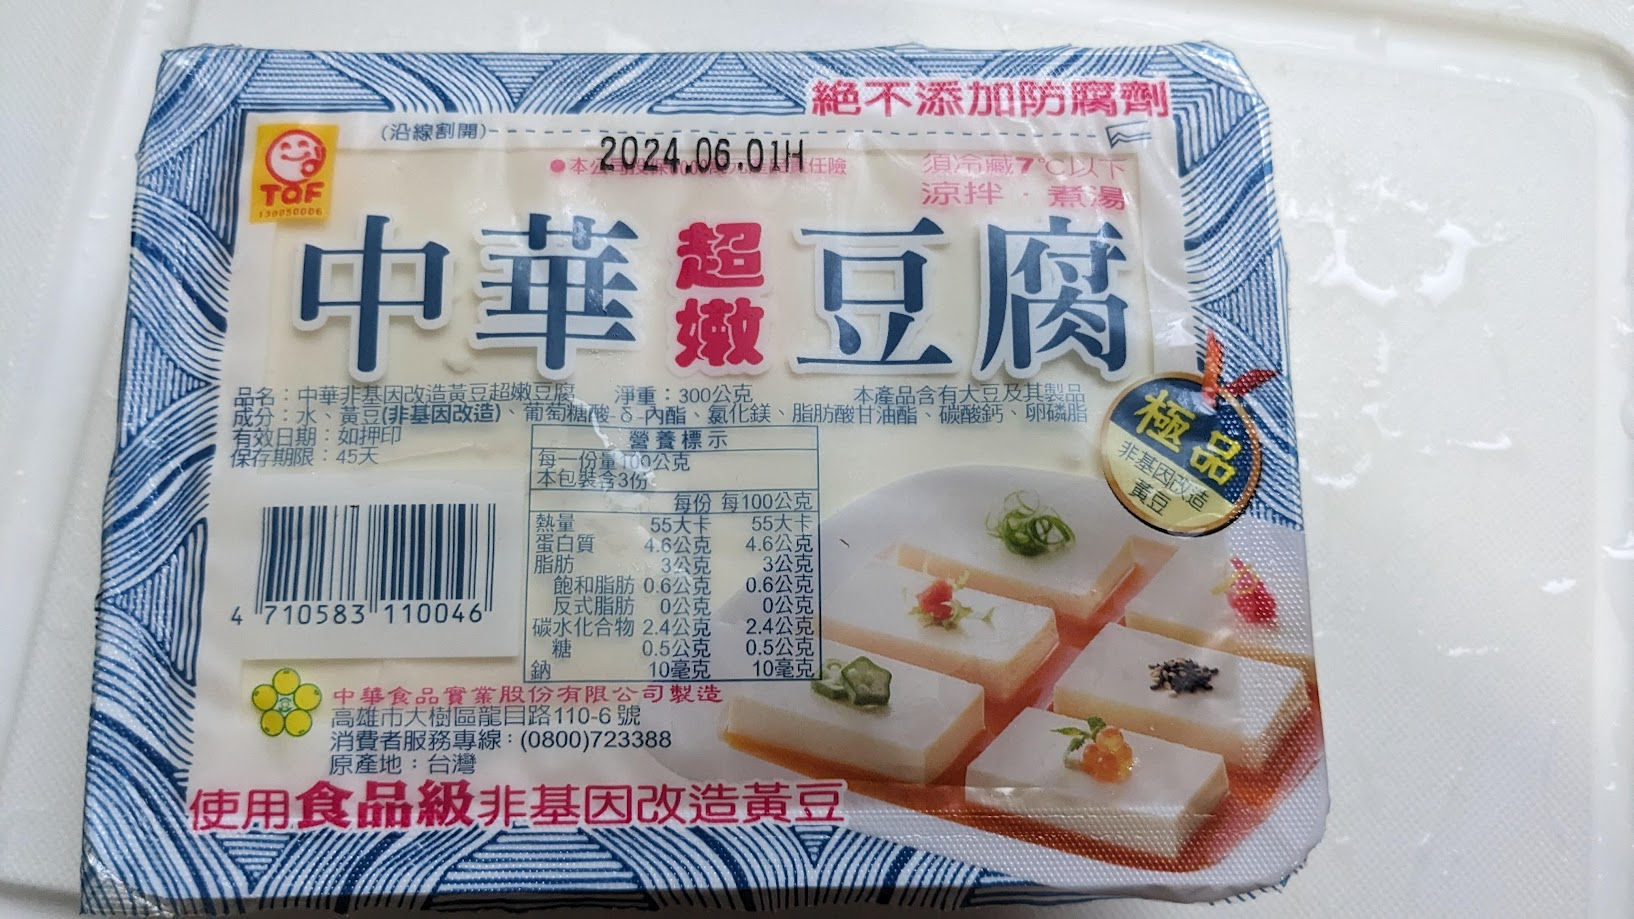 絕不添加防腐劑
(沿線割開)
2024.06.01H
任險
須冷藏7℃以下
涼拌・煮湯
TQF
130950006
中華超嫩豆腐
品名：中華非基因改造黃豆超嫩豆腐 淨重：300公克 本產品含有大豆及其製品
成分：水、黃豆(非基因改造)、葡萄糖酸-δ-內酯、氯化鎂、脂肪酸甘油酯、碳酸鈣、卵磷脂
有效日期：如押印
保存期限：45天
極品
非基因改造
黃豆
營養標示
每一份量100公克
本包裝含3份
每份 每100公克
熱量 55大卡 55大卡
蛋白質 4.6公克 4.6公克
脂肪 3公克 3公克
飽和脂肪 0.6公克 0.6公克
反式脂肪 0公克 0公克
碳水化合物 2.4公克 2.4公克
糖 0.5公克 0.5公克
鈉 10毫克 10毫克
4 710583 110046
中華食品實業股份有限公司製造
高雄市大樹區龍目路110-6號
消費者服務專線：(0800)723388
原產地：台灣
使用食品級非基因改造黃豆